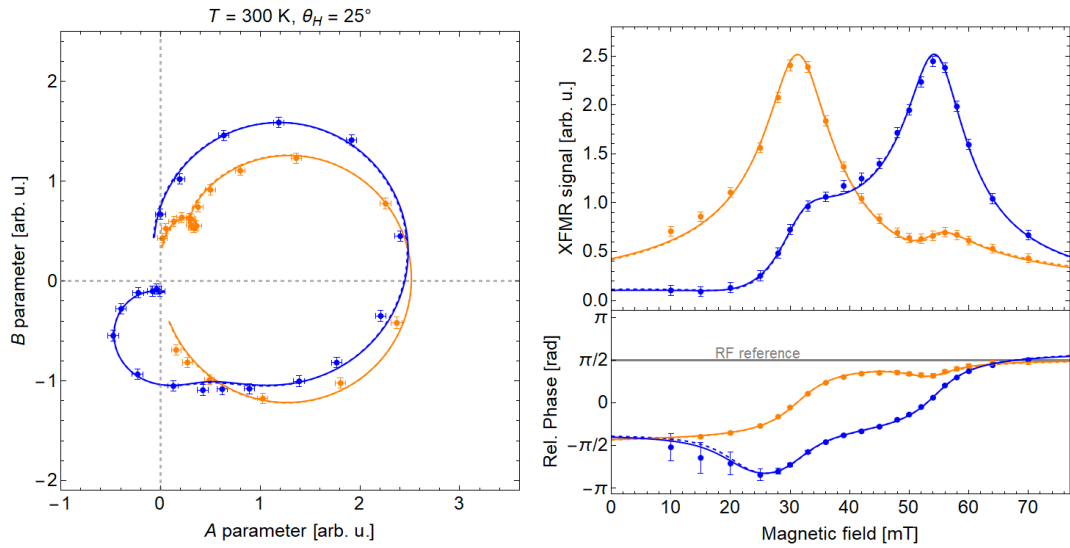 T = 300 K, θ_H = 25°
2
1
0
−1
−2
B parameter [arb. u.]
−1
0
1
2
3
A parameter [arb. u.]
2.5
2.0
1.5
1.0
0.5
0.0
XFMR signal [arb. u.]
π
π/2
0
−π/2
−π
Rel. Phase [rad]
RF reference
0
10
20
30
40
50
60
70
Magnetic field [mT]